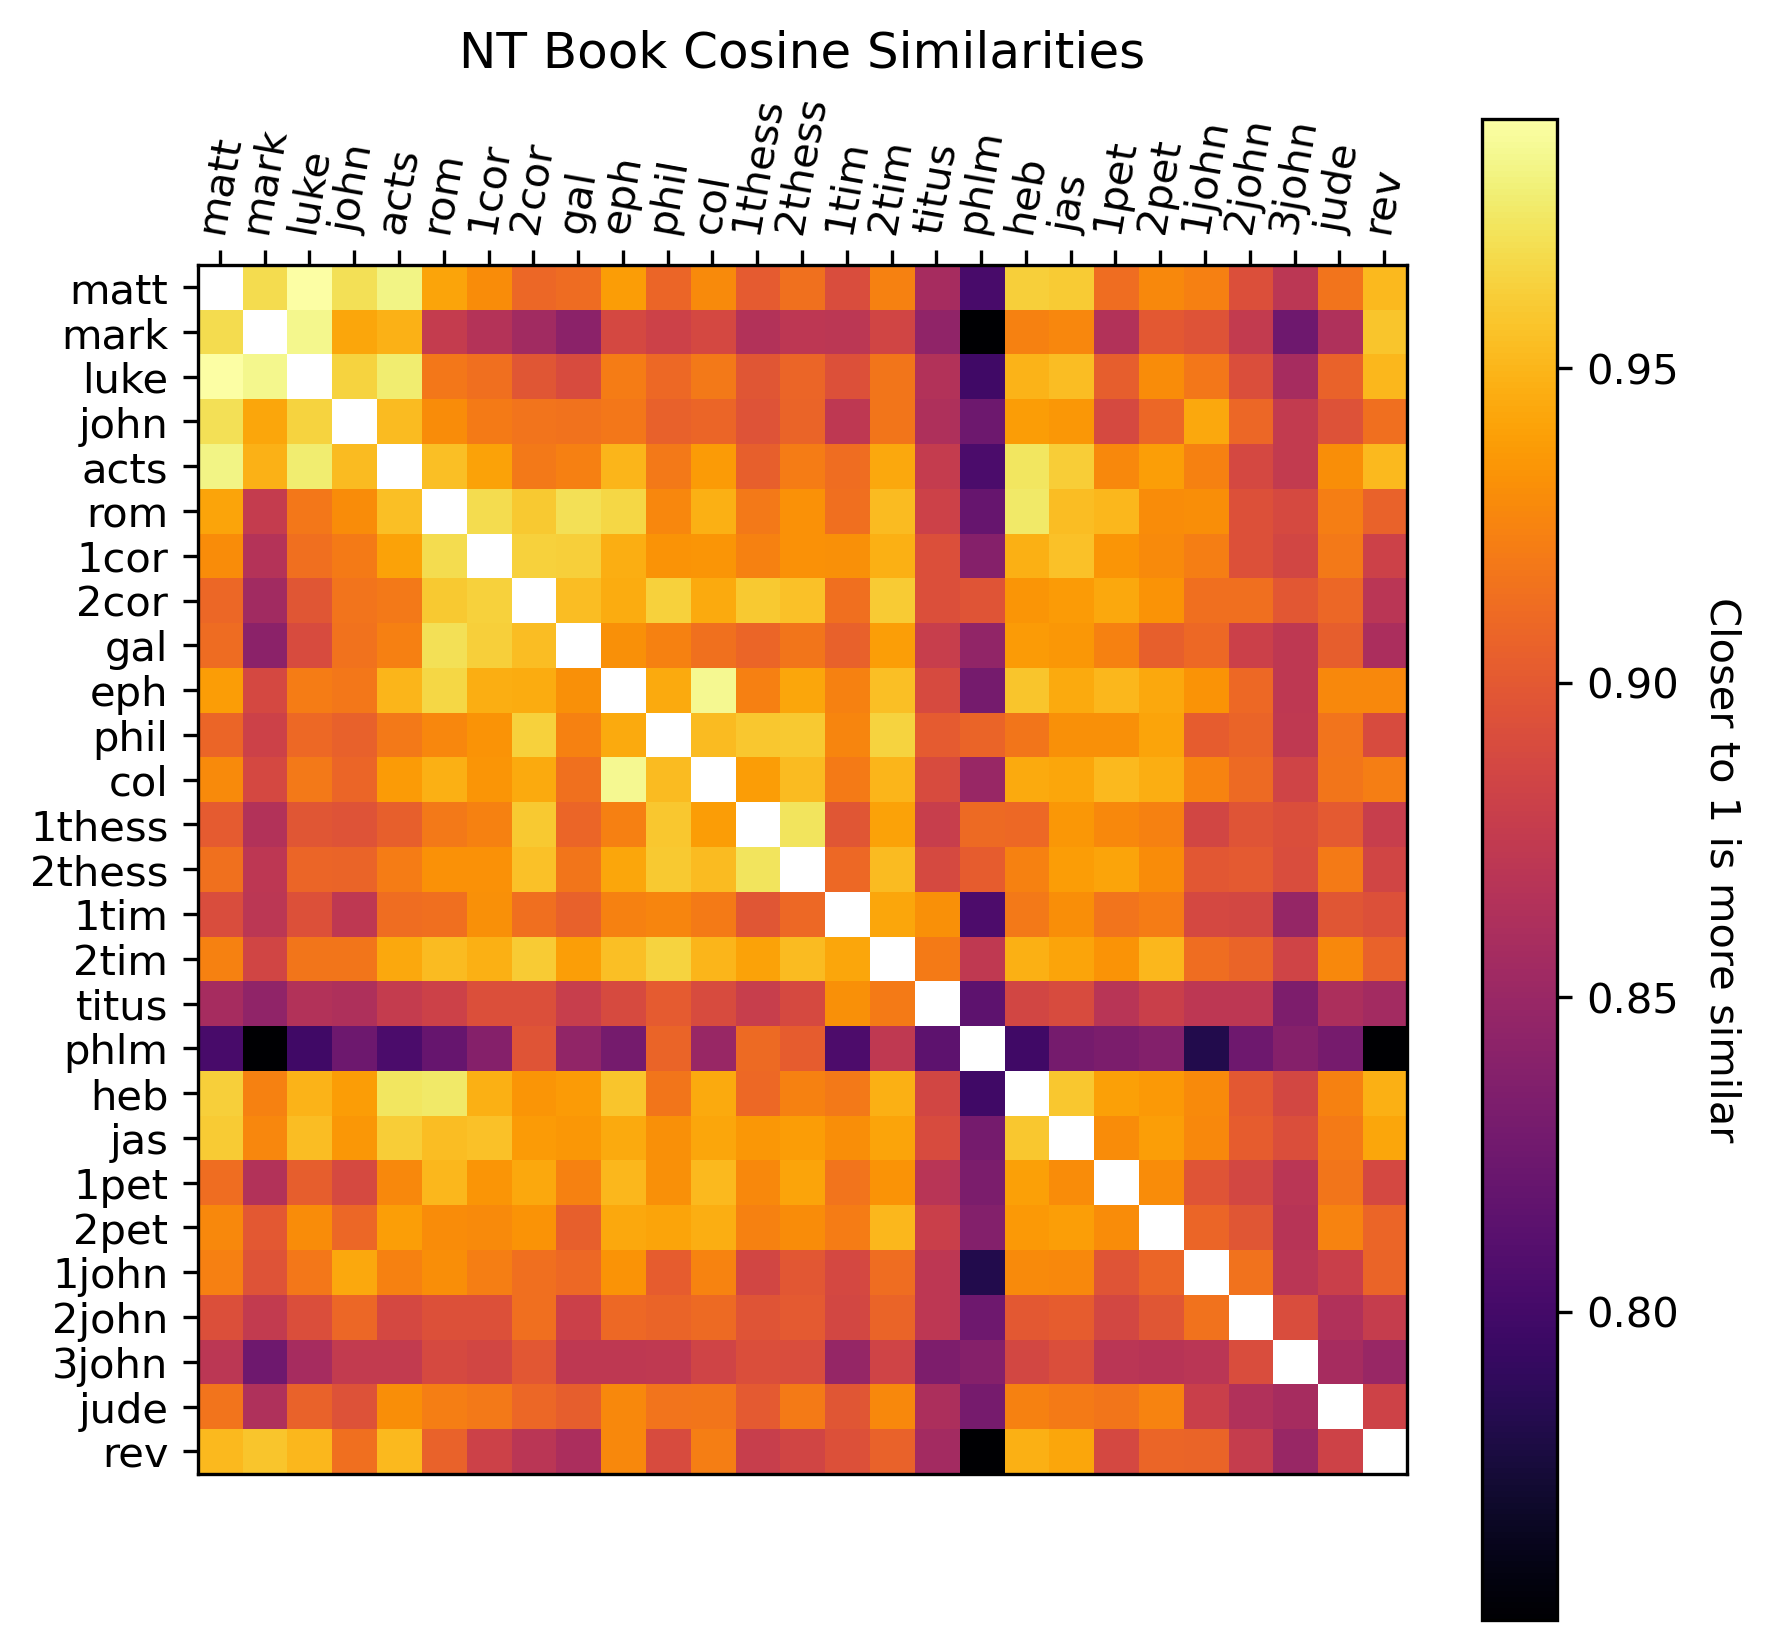 NT Book Cosine Similarities
matt mark luke john acts rom 1cor 2cor gal eph phil col 1thess 2thess 1tim 2tim titus phlm heb jas 1pet 2pet 1john 2john 3john jude rev
matt
mark
luke
john
acts
rom
1cor
2cor
gal
eph
phil
col
1thess
2thess
1tim
2tim
titus
phlm
heb
jas
1pet
2pet
1john
2john
3john
jude
rev
0.95
0.90
0.85
0.80
Closer to 1 is more similar